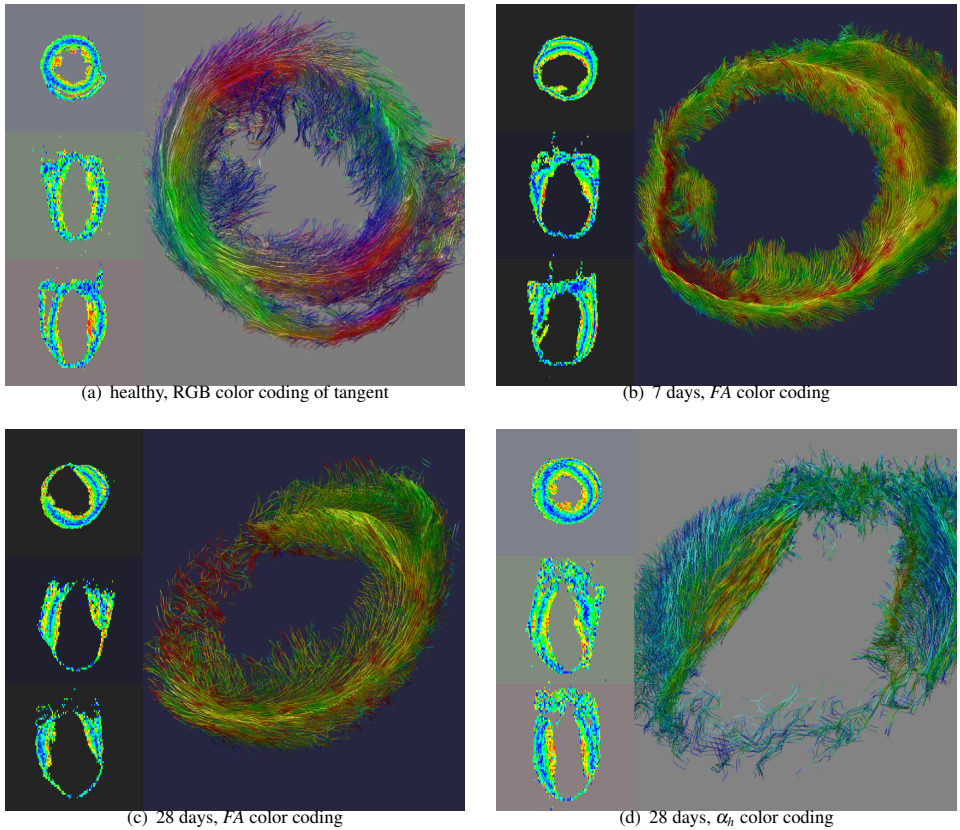 (a) healthy, RGB color coding of tangent
(b) 7 days, FA color coding
(c) 28 days, FA color coding
(d) 28 days, αh color coding